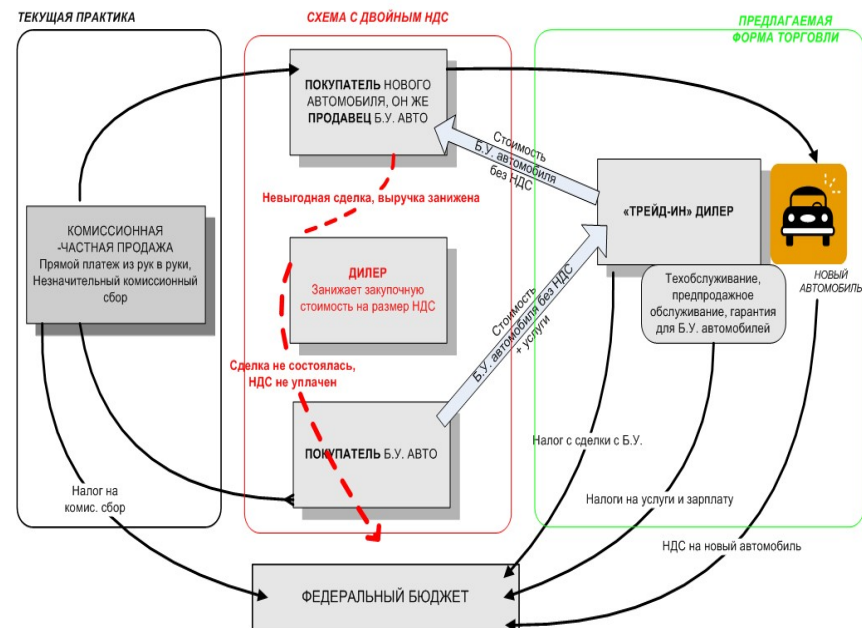 ТЕКУЩАЯ ПРАКТИКА
СХЕМА С ДВОЙНЫМ НДС
ПРЕДЛАГАЕМАЯ
ФОРМА ТОРГОВЛИ
ПОКУПАТЕЛЬ НОВОГО
АВТОМОБИЛЯ, ОН ЖЕ
ПРОДАВЕЦ Б.У. АВТО
Стоимость
Б.У. автомобиля
без НДС
Невыгодная сделка, выручка занижена
«ТРЕЙД-ИН» ДИЛЕР
НОВЫЙ
АВТОМОБИЛЬ
КОМИССИОННАЯ
-ЧАСТНАЯ ПРОДАЖА
Прямой платеж из рук в руки,
Незначительный комиссионный
сбор
ДИЛЕР
Занижает закупочную
стоимость на размер НДС
Техобслуживание,
предпродажное
обслуживание, гарантия
для Б.У. автомобилей
Стоимость
Б.У. автомобиля без НДС
+ услуги
Сделка не состоялась,
НДС не уплачен
ПОКУПАТЕЛЬ Б.У. АВТО
Налог с сделки с Б.У.
Налог на
комис. сбор
Налоги на услуги и зарплату
НДС на новый автомобиль
ФЕДЕРАЛЬНЫЙ БЮДЖЕТ